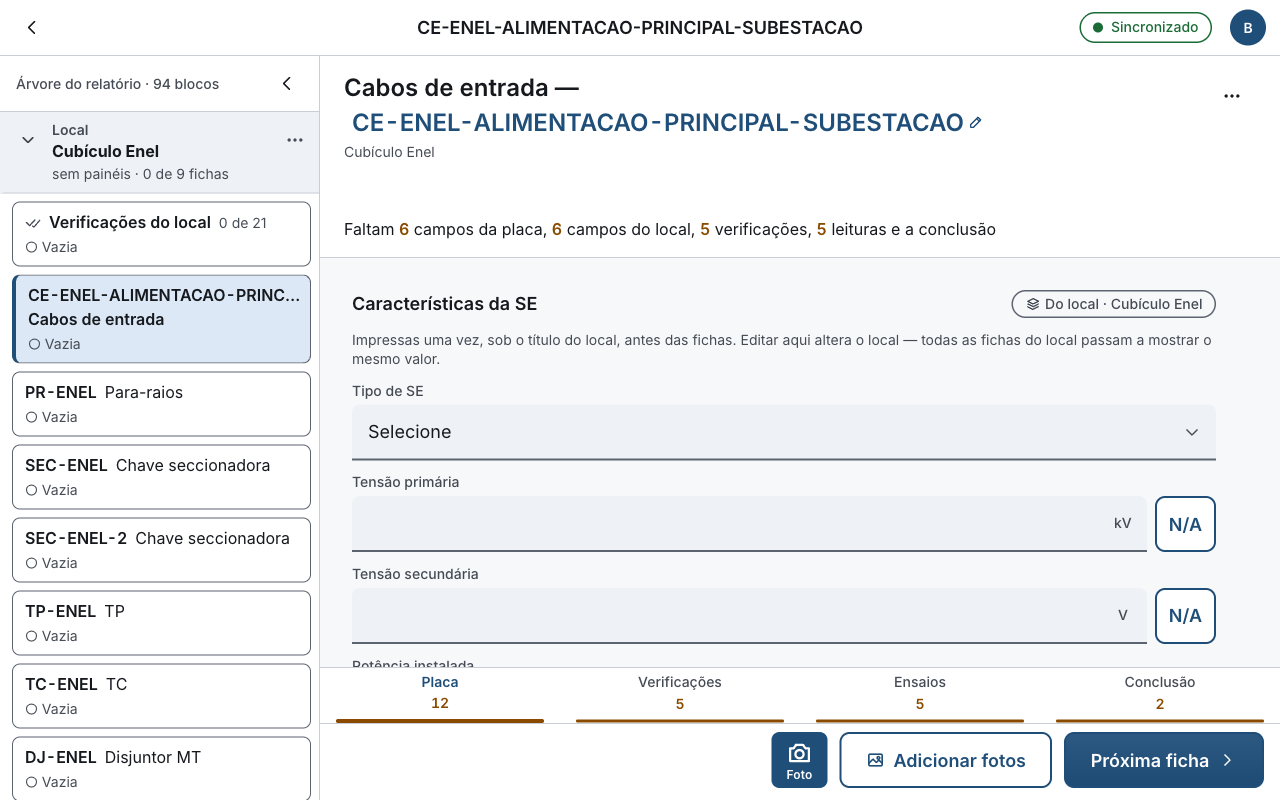 CE-ENEL-ALIMENTACAO-PRINCIPAL-SUBESTACAO
Sincronizado
B
Árvore do relatório · 94 blocos
Local
Cubículo Enel
sem painéis · 0 de 9 fichas
Verificações do local 0 de 21
Vazia
CE-ENEL-ALIMENTACAO-PRINC...
Cabos de entrada
Vazia
PR-ENEL Para-raios
Vazia
SEC-ENEL Chave seccionadora
Vazia
SEC-ENEL-2 Chave seccionadora
Vazia
TP-ENEL TP
Vazia
TC-ENEL TC
Vazia
DJ-ENEL Disjuntor MT
Vazia
Cabos de entrada —
CE-ENEL-ALIMENTACAO-PRINCIPAL-SUBESTACAO
Cubículo Enel
Faltam 6 campos da placa, 6 campos do local, 5 verificações, 5 leituras e a conclusão
Características da SE
Do local · Cubículo Enel
Impressas uma vez, sob o título do local, antes das fichas. Editar aqui altera o local — todas as fichas do local passam a mostrar o
mesmo valor.
Tipo de SE
Selecione
Tensão primária
kV
N/A
Tensão secundária
V
N/A
Potência instalada
Placa
12
Verificações
5
Ensaios
5
Conclusão
2
Foto
Adicionar fotos
Próxima ficha